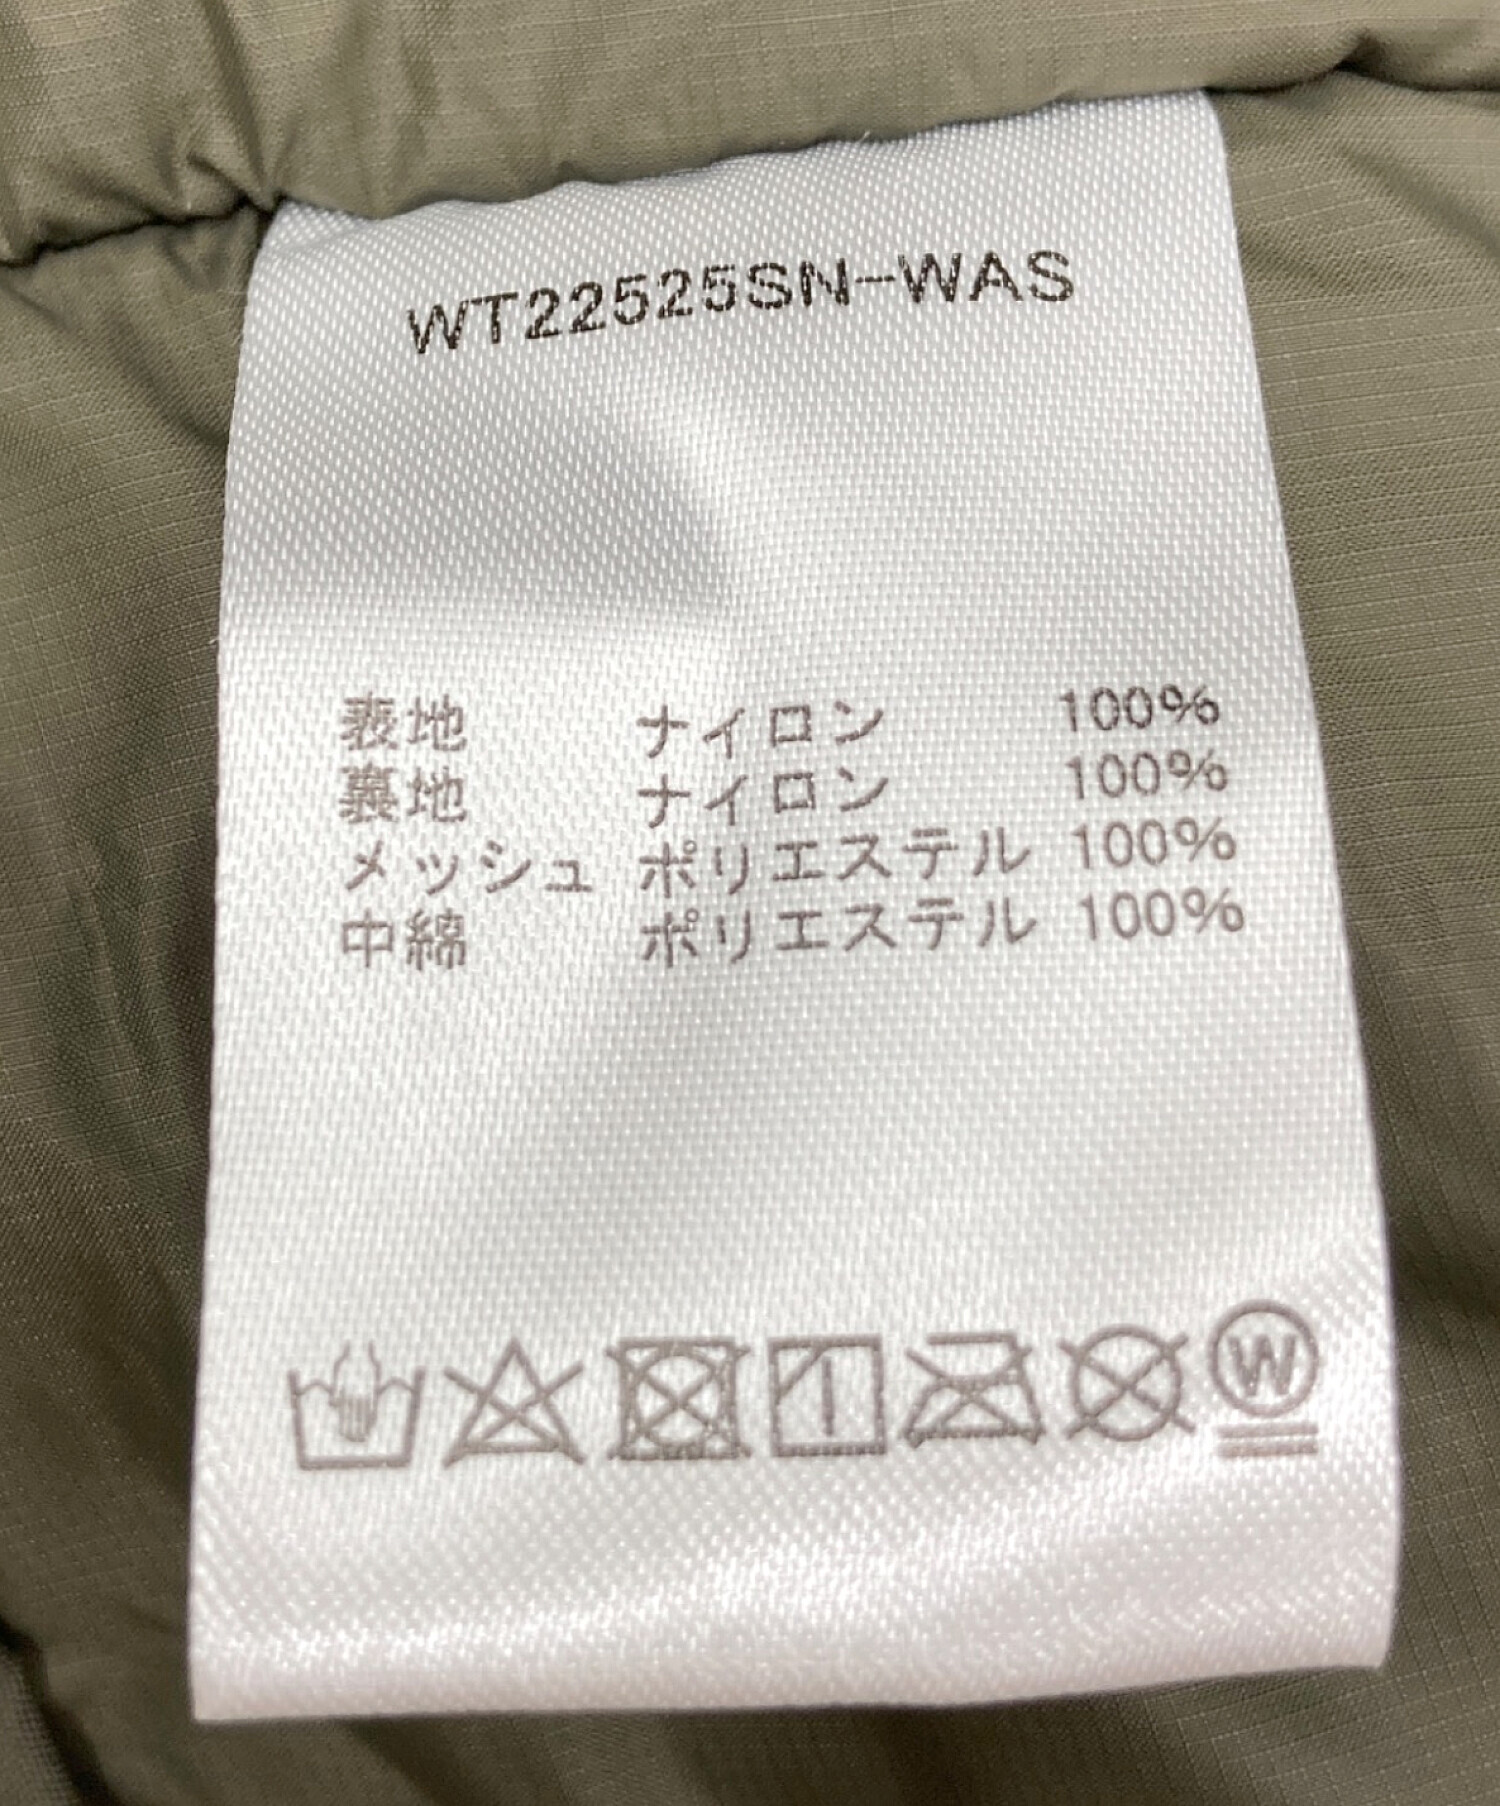 WT22525SN-WAS
表地 ナイロン 100%
裏地 ナイロン 100%
メッシュ ポリエステル 100%
中綿 ポリエステル 100%
W